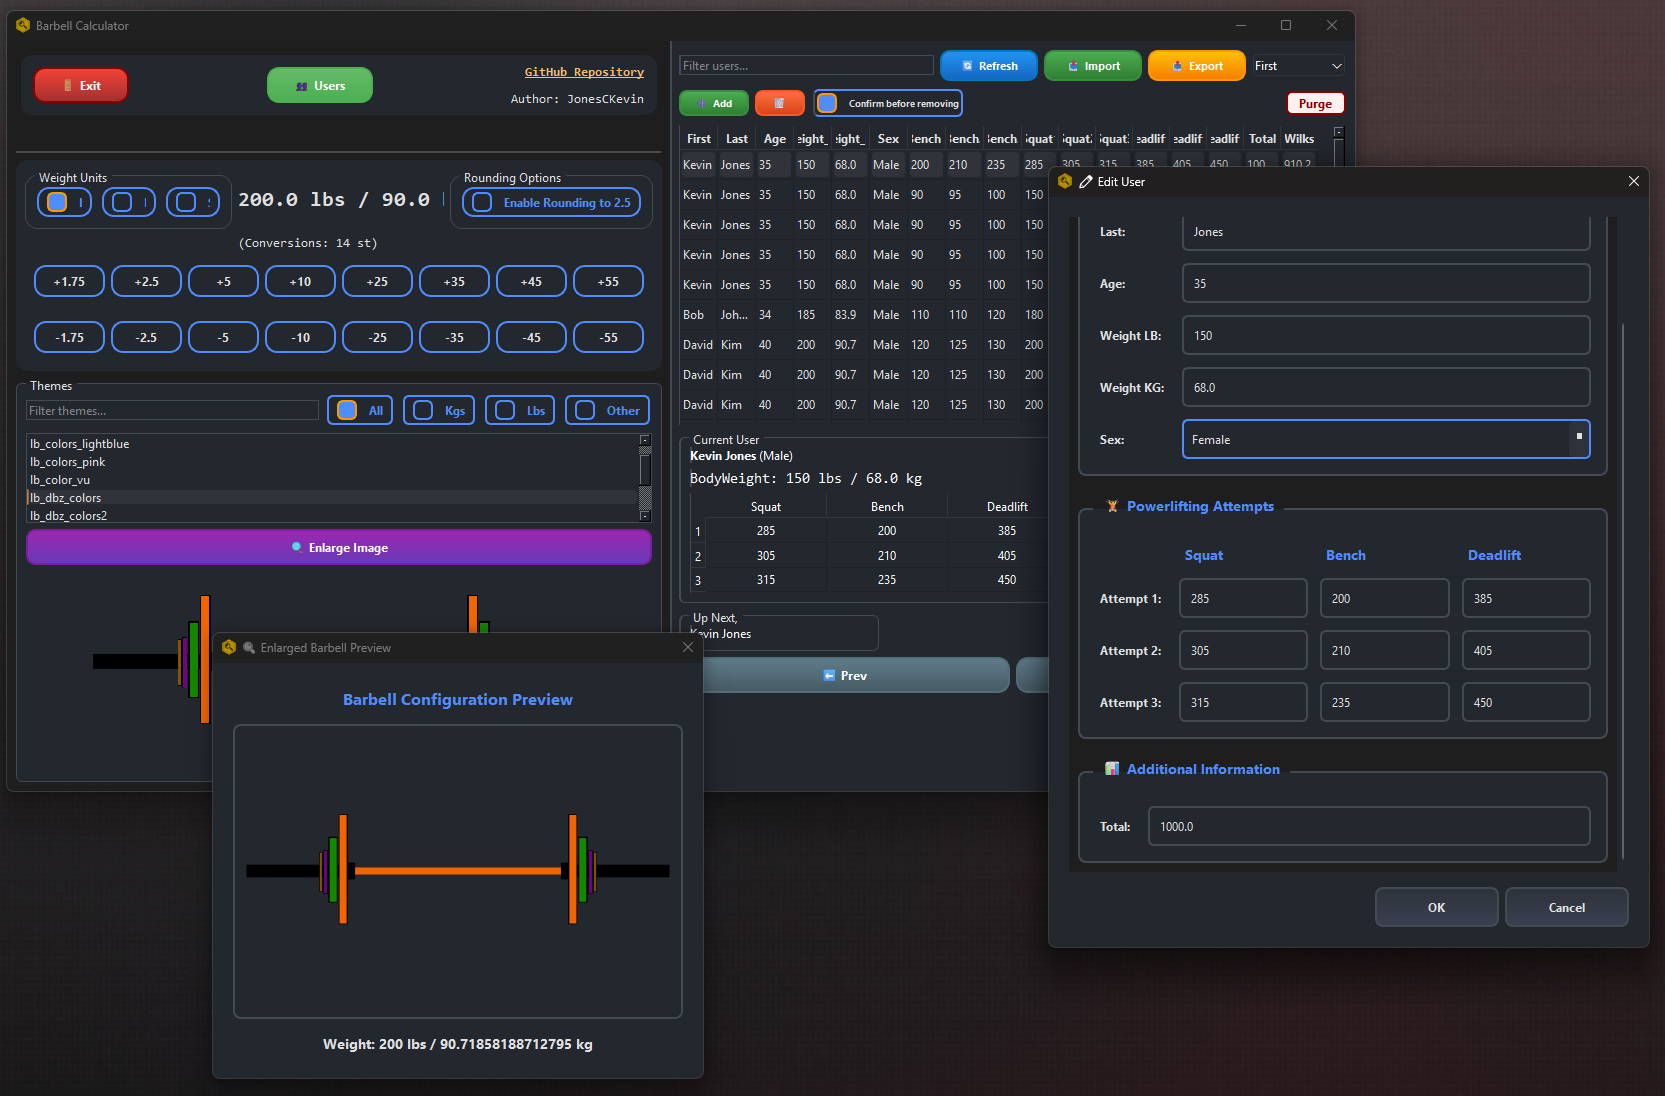 Barbell Calculator
Exit
Users
GitHub Repository
Author: JonesCKevin
Weight Units
200.0 lbs / 90.0
Rounding Options
Enable Rounding to 2.5
(Conversions: 14 st)
+1.75 +2.5 +5 +10 +25 +35 +45 +55
-1.75 -2.5 -5 -10 -25 -35 -45 -55
Themes
Filter themes...
All Kgs Lbs Other
lb_colors_lightblue
lb_colors_pink
lb_color_vu
lb_dbz_colors
lb_dbz_colors2
Enlarge Image
Filter users...
Refresh Import Export First
Add Confirm before removing Purge
First Last Age eight_ eight_ Sex Bench Bench Bench Squat Squat Squat eadlif eadlif eadlif Total Wilks
Kevin Jones 35 150 68.0 Male 200 210 235 285 305 315 385 405 450 100 910.2
Kevin Jones 35 150 68.0 Male 90 95 100 150
Kevin Jones 35 150 68.0 Male 90 95 100 150
Kevin Jones 35 150 68.0 Male 90 95 100 150
Kevin Jones 35 150 68.0 Male 90 95 100 150
Bob Joh... 34 185 83.9 Male 110 110 120 180
David Kim 40 200 90.7 Male 120 125 130 200
David Kim 40 200 90.7 Male 120 125 130 200
David Kim 40 200 90.7 Male 120 125 130 200
Current User
Kevin Jones (Male)
BodyWeight: 150 lbs / 68.0 kg
Squat Bench Deadlift
1 285 200 385
2 305 210 405
3 315 235 450
Up Next,
Kevin Jones
Prev
Enlarged Barbell Preview
Barbell Configuration Preview
Weight: 200 lbs / 90.71858188712795 kg
Edit User
Last: Jones
Age: 35
Weight LB: 150
Weight KG: 68.0
Sex: Female
Powerlifting Attempts
Squat Bench Deadlift
Attempt 1: 285 200 385
Attempt 2: 305 210 405
Attempt 3: 315 235 450
Additional Information
Total: 1000.0
OK Cancel